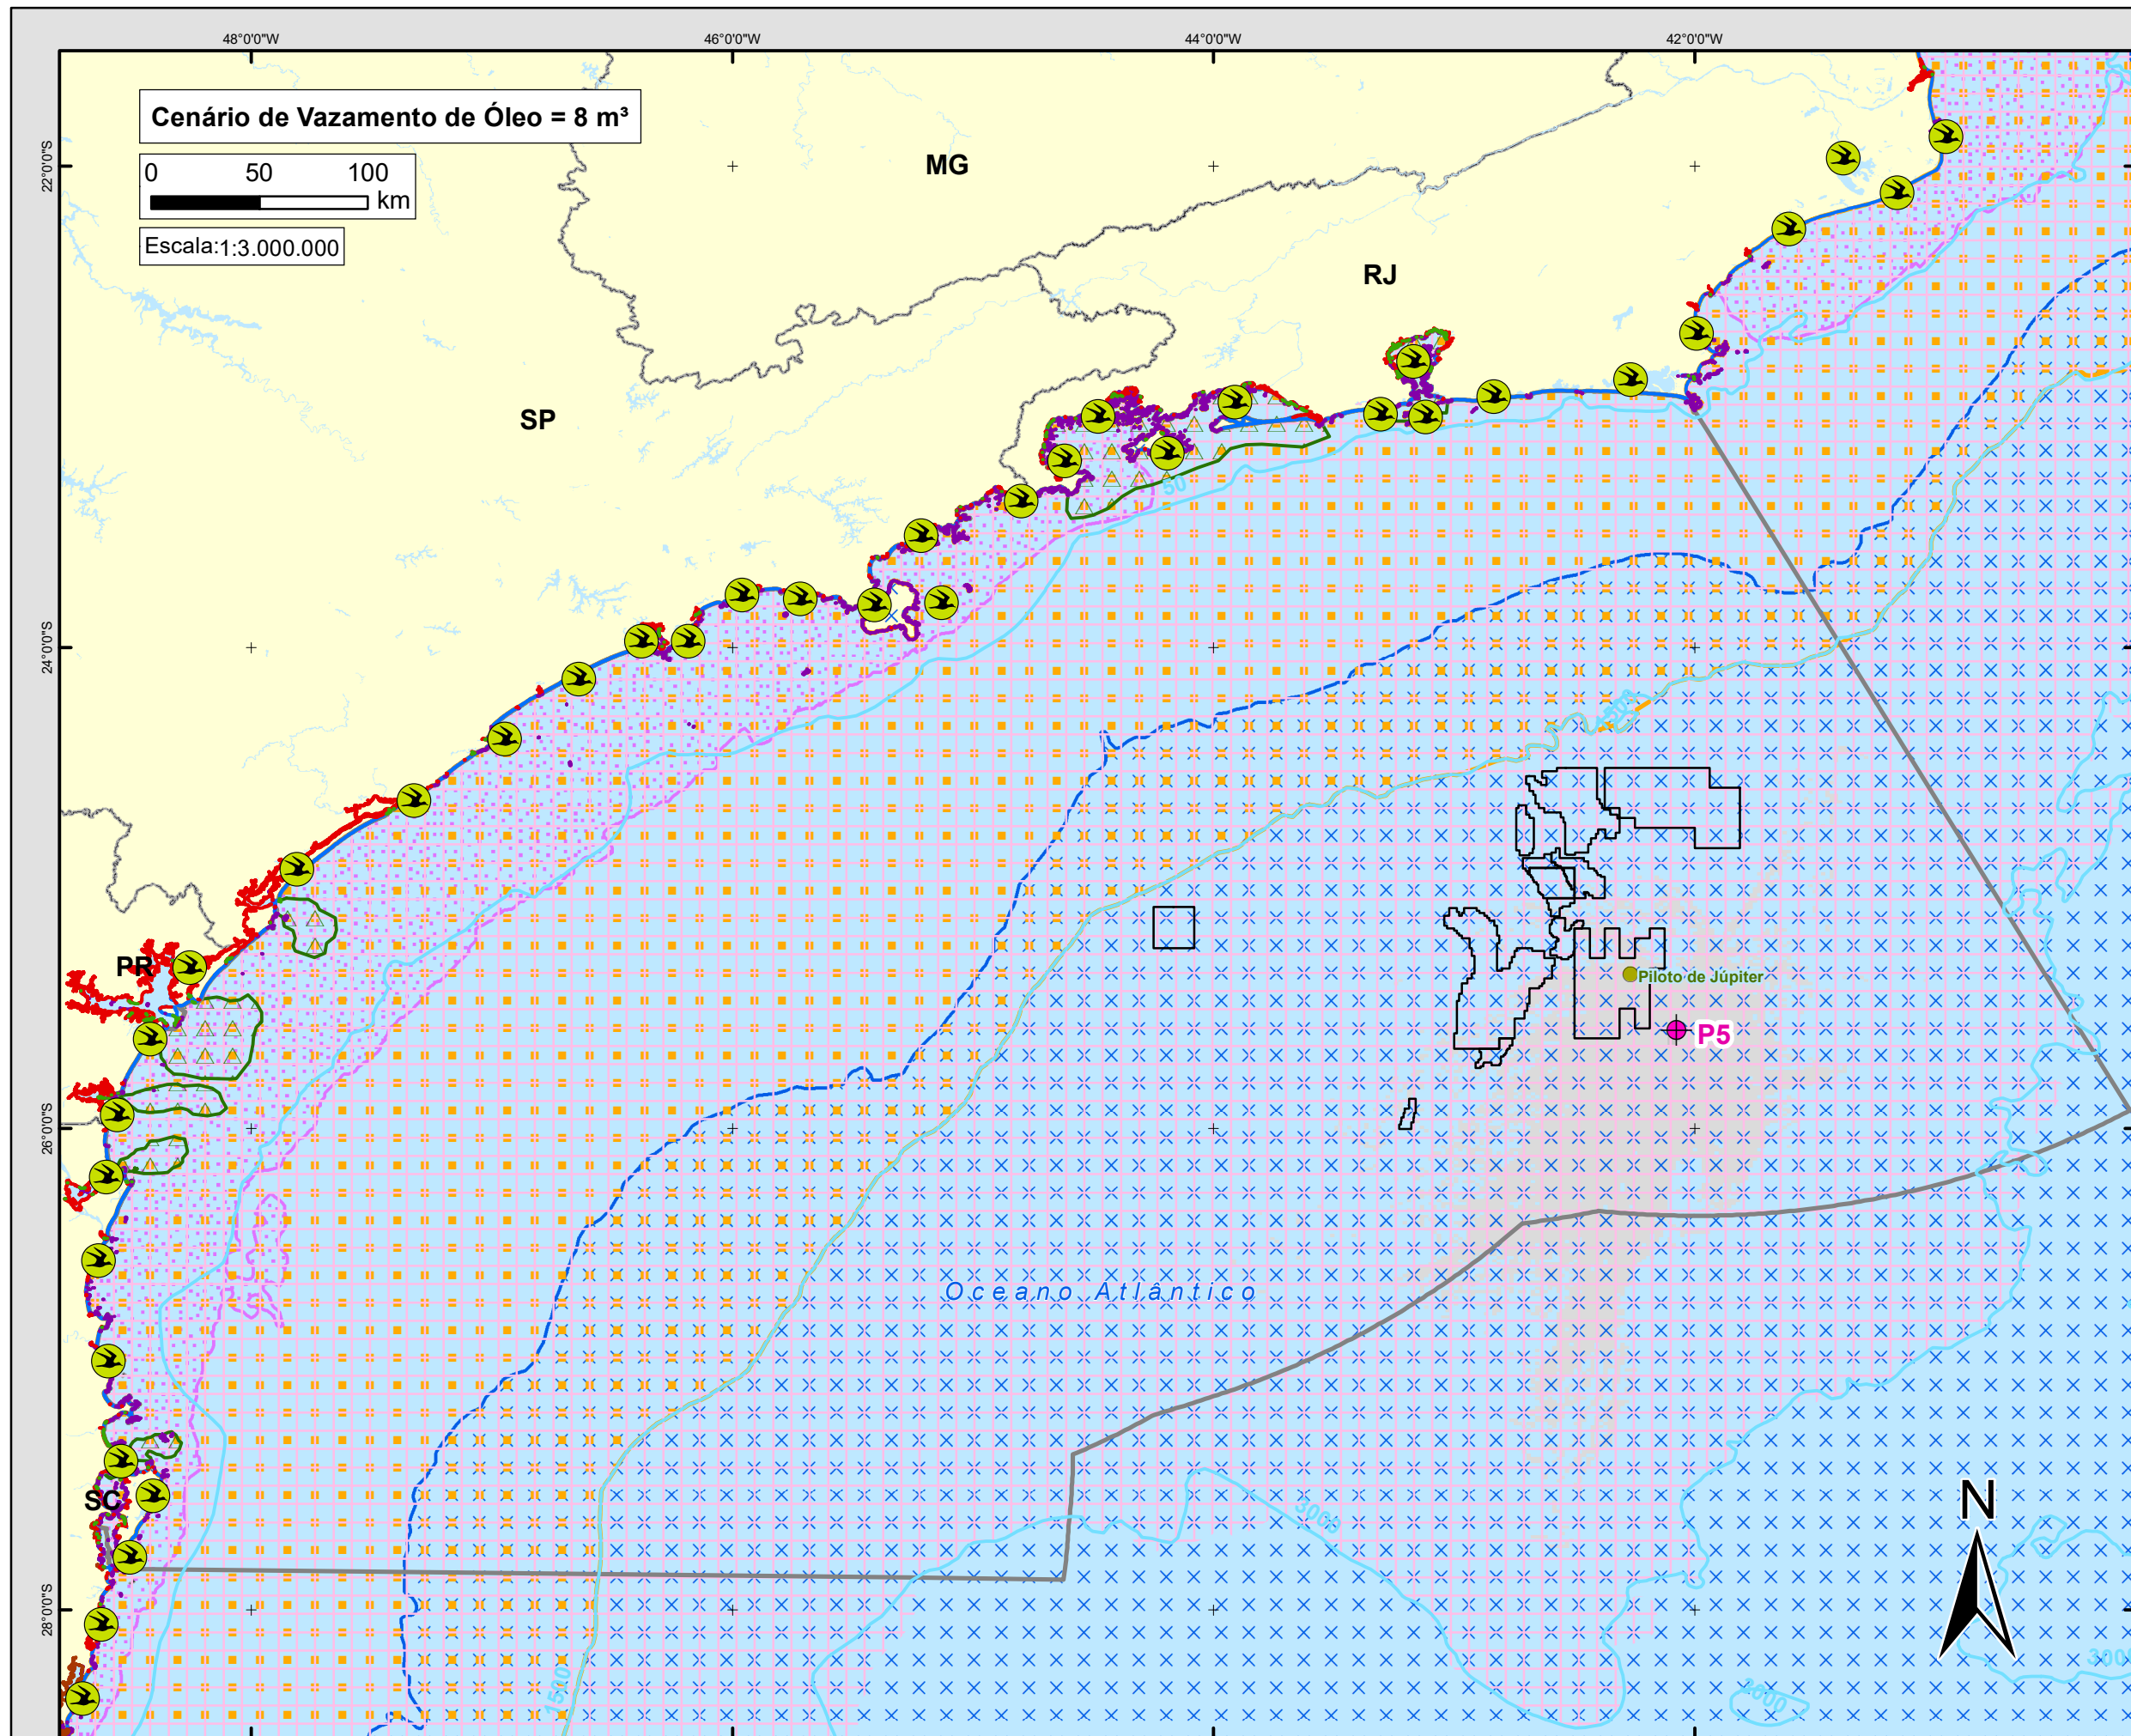 48°0'0"W
46°0'0"W
44°0'0"W
42°0'0"W
22°0'0"S
24°0'0"S
26°0'0"S
28°0'0"S
Cenário de Vazamento de Óleo = 8 m³
0 50 100
km
Escala:1:3.000.000
MG
RJ
SP
50
PR
Piloto de Júpiter
P5
Oceano Atlântico
SC
N
3000
1500
2000
3000